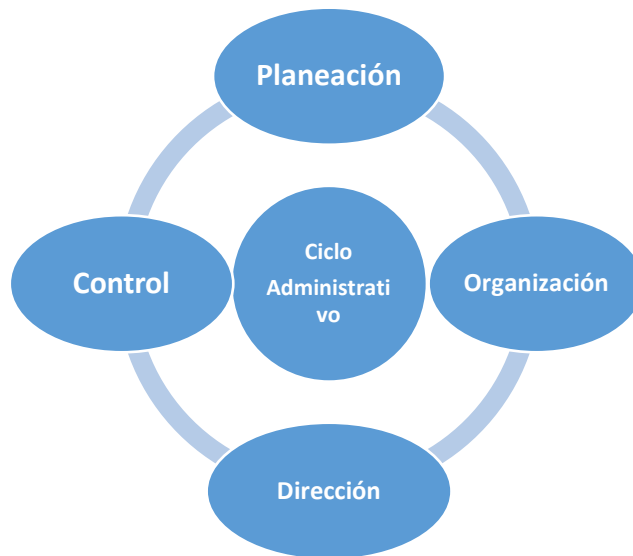 Planeación
Ciclo
Administrati
vo
Control
Organización
Dirección